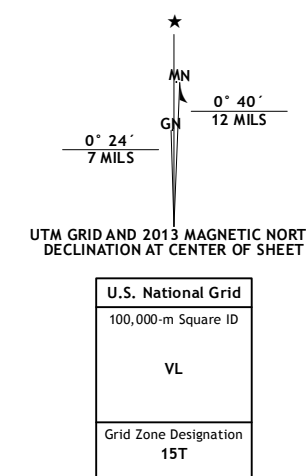 ★
MN
0° 40´
GN
12 MILS
0° 24´
7 MILS
UTM GRID AND 2013 MAGNETIC NORT
DECLINATION AT CENTER OF SHEET
U.S. National Grid
100,000-m Square ID
VL
Grid Zone Designation
15T